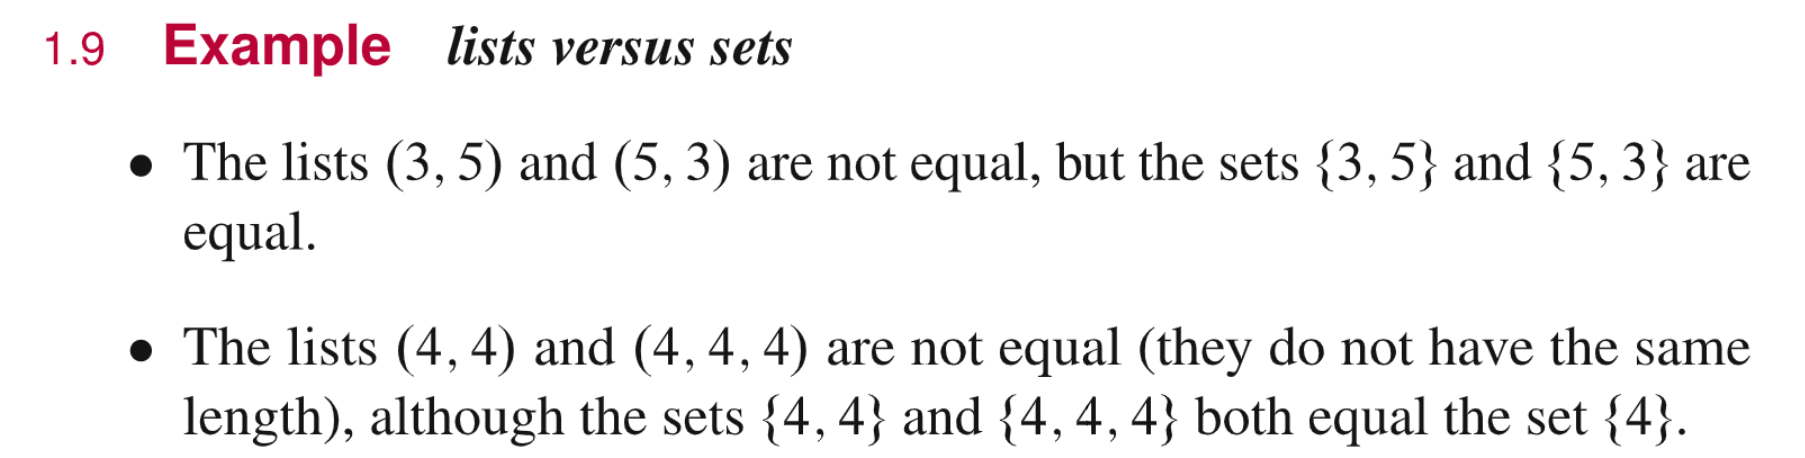 1.9 Example lists versus sets
• The lists (3, 5) and (5, 3) are not equal, but the sets {3, 5} and {5, 3} are
equal.
• The lists (4, 4) and (4, 4, 4) are not equal (they do not have the same
length), although the sets {4, 4} and {4, 4, 4} both equal the set {4}.